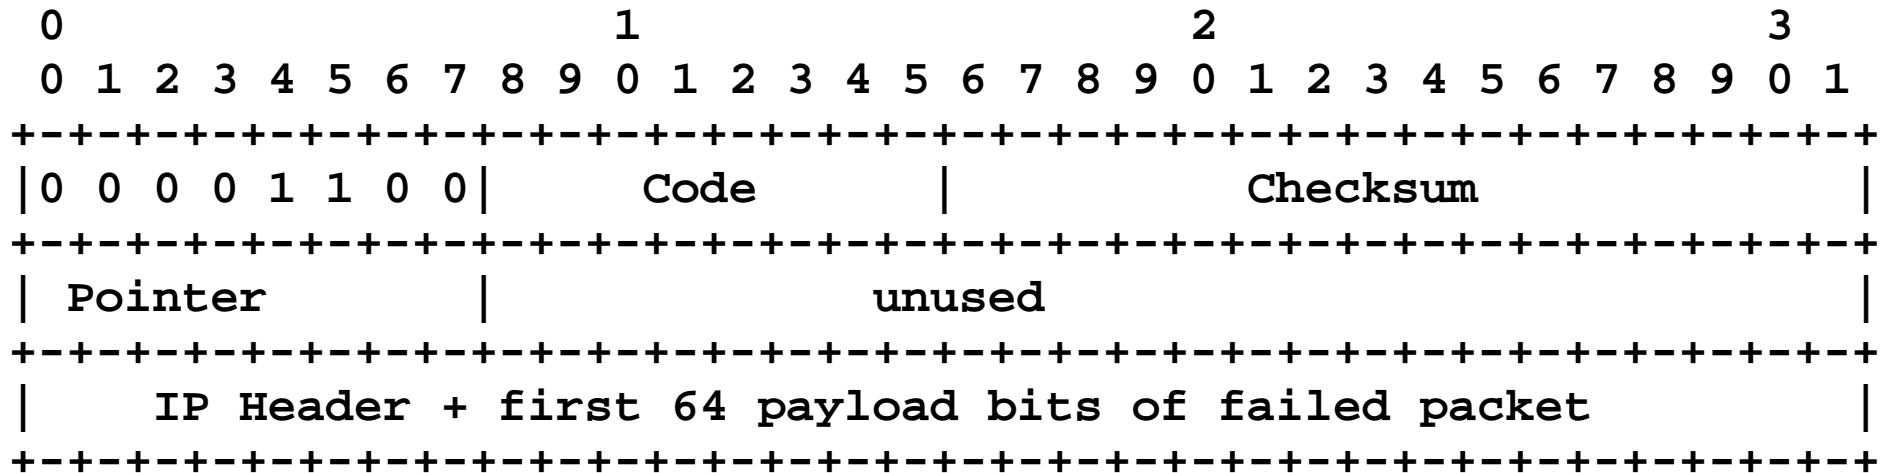 0                   1                   2                   3
 0 1 2 3 4 5 6 7 8 9 0 1 2 3 4 5 6 7 8 9 0 1 2 3 4 5 6 7 8 9 0 1
+-+-+-+-+-+-+-+-+-+-+-+-+-+-+-+-+-+-+-+-+-+-+-+-+-+-+-+-+-+-+-+-+
|0 0 0 0 1 1 0 0|     Code      |          Checksum             |
+-+-+-+-+-+-+-+-+-+-+-+-+-+-+-+-+-+-+-+-+-+-+-+-+-+-+-+-+-+-+-+-+
| Pointer       |             unused                            |
+-+-+-+-+-+-+-+-+-+-+-+-+-+-+-+-+-+-+-+-+-+-+-+-+-+-+-+-+-+-+-+-+
|    IP Header + first 64 payload bits of failed packet         |
+-+-+-+-+-+-+-+-+-+-+-+-+-+-+-+-+-+-+-+-+-+-+-+-+-+-+-+-+-+-+-+-+